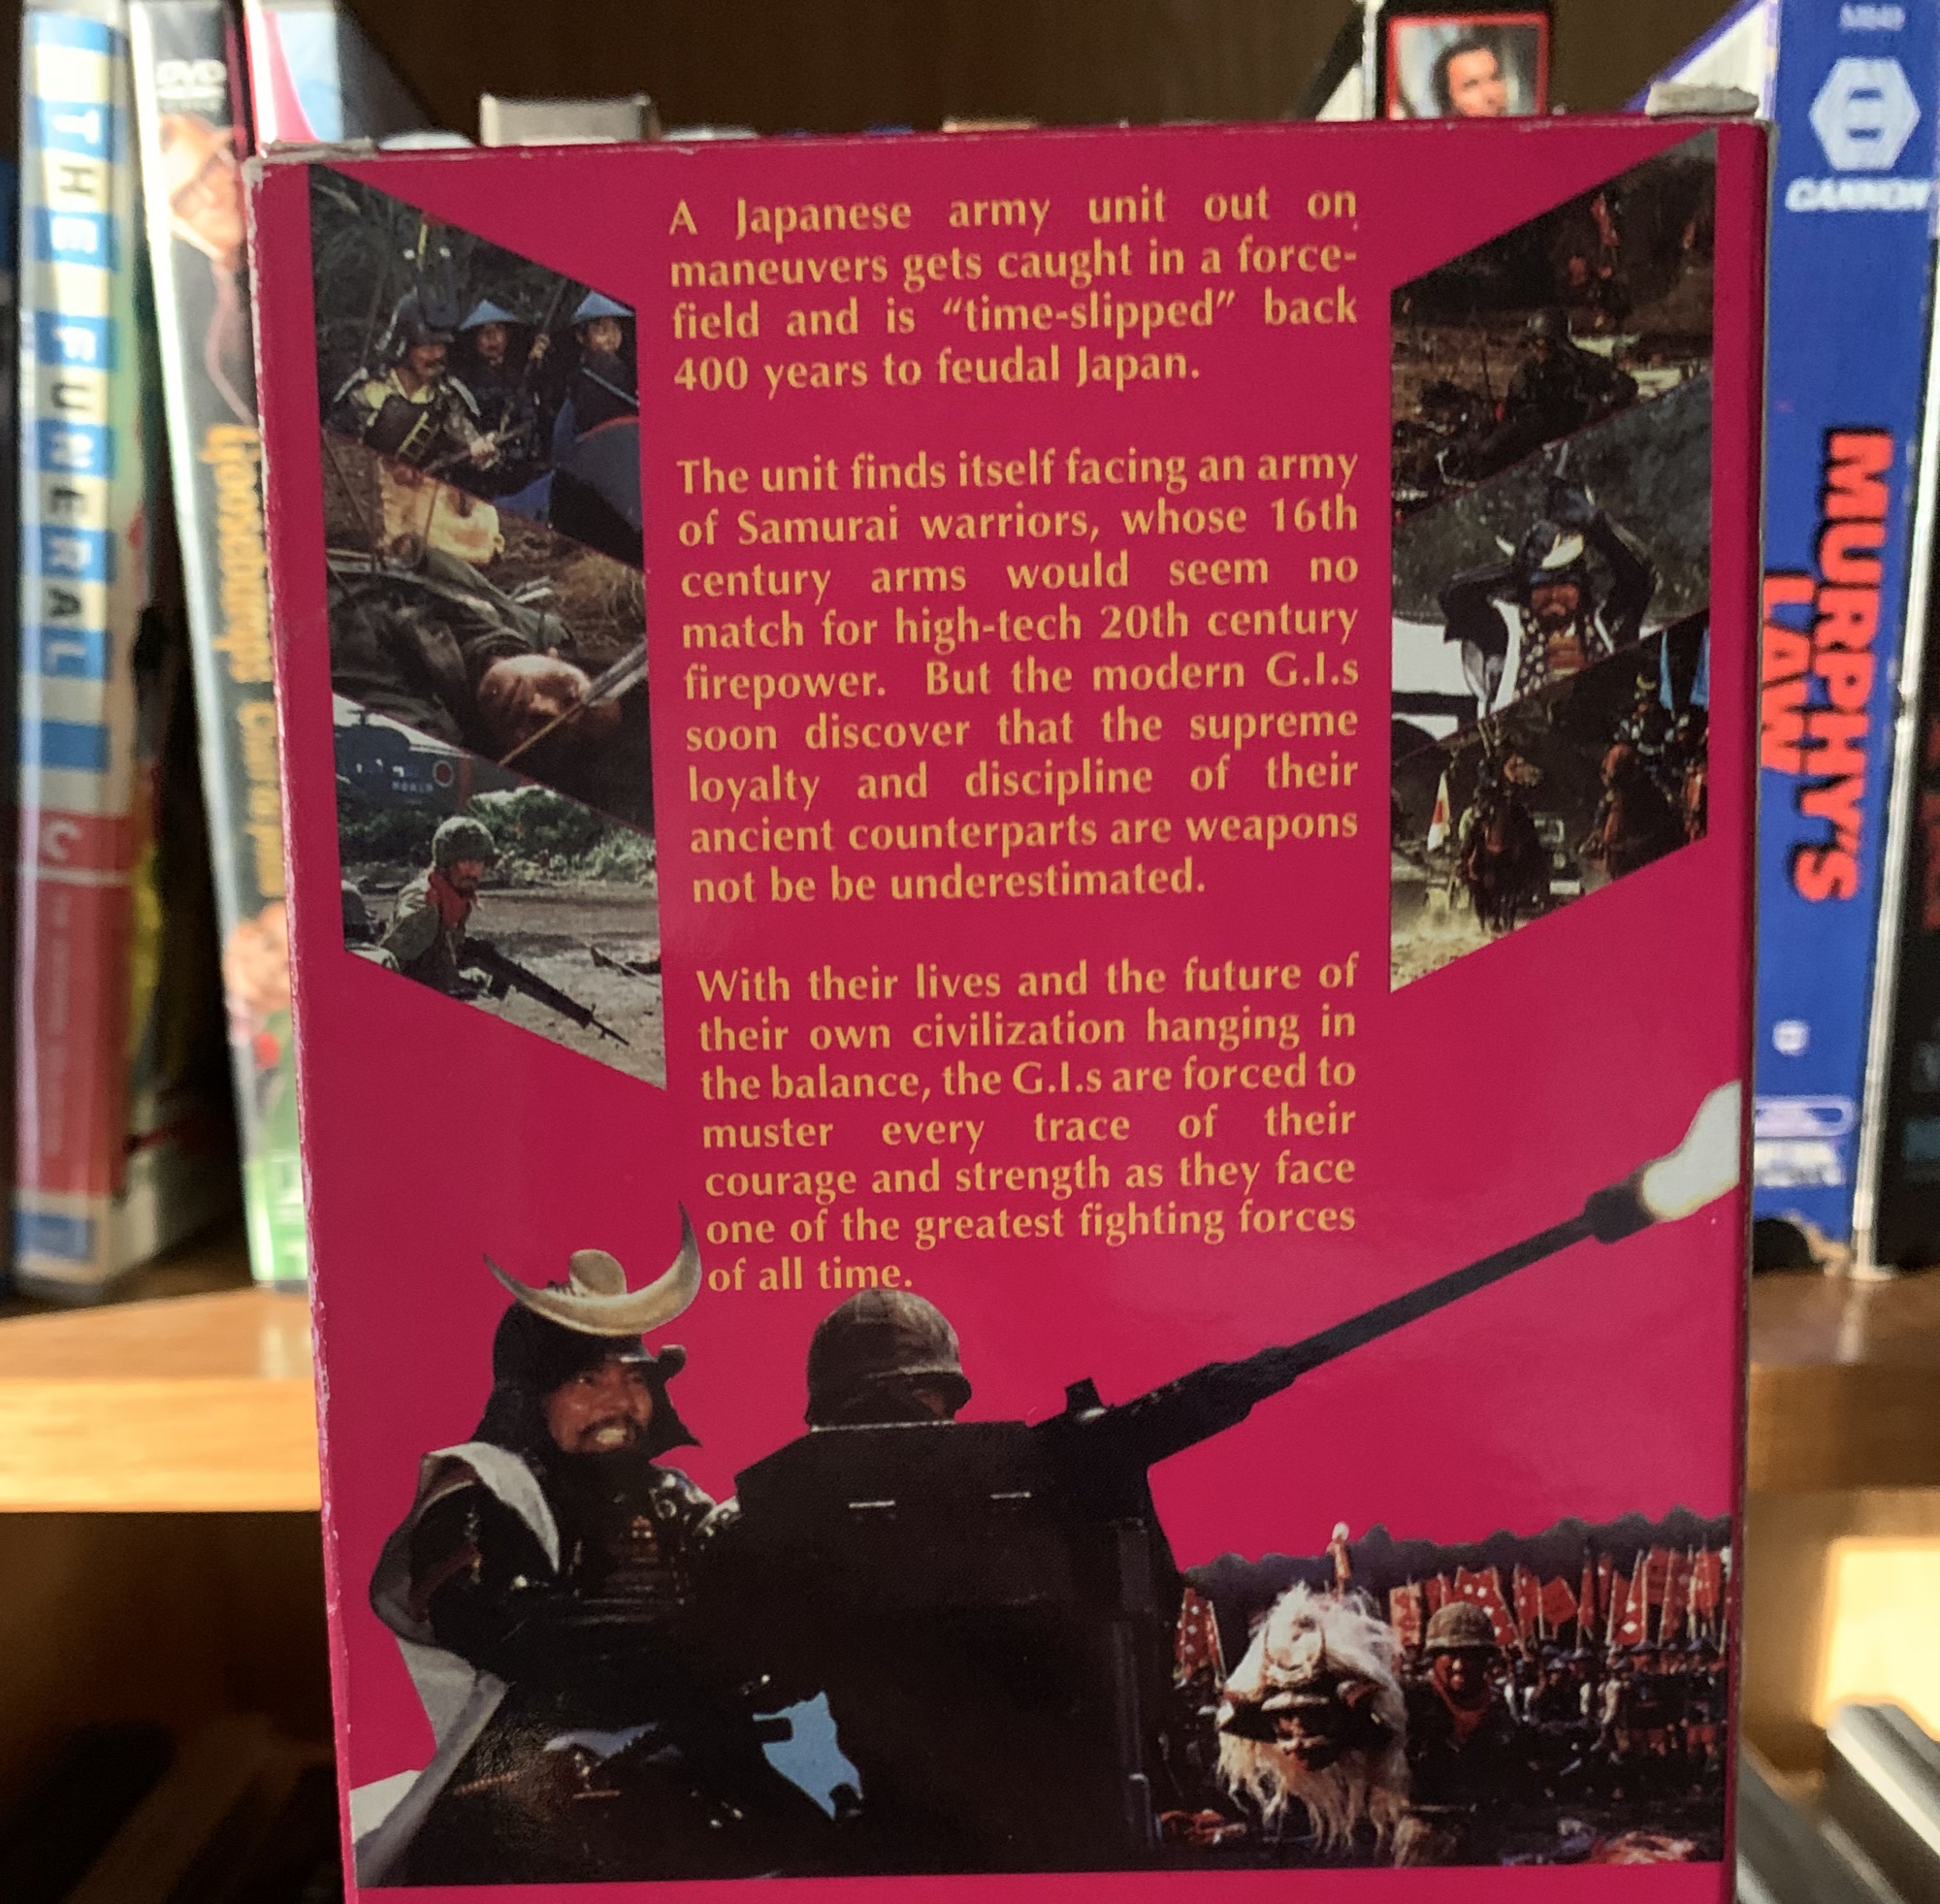 A Japanese army unit out on
maneuvers gets caught in a force-
field and is “time-slipped” back
400 years to feudal Japan.
The unit finds itself facing an army
of Samurai warriors, whose 16th
century arms would seem no
match for high-tech 20th century
firepower. But the modern G.I.s
soon discover that the supreme
loyalty and discipline of their
ancient counterparts are weapons
not be be underestimated.
With their lives and the future of
their own civilization hanging in
the balance, the G.I.s are forced to
muster every trace of their
courage and strength as they face
one of the greatest fighting forces
of all time.
THE FUNERAL
DVD
CANNON
MURPHY'S
LAW